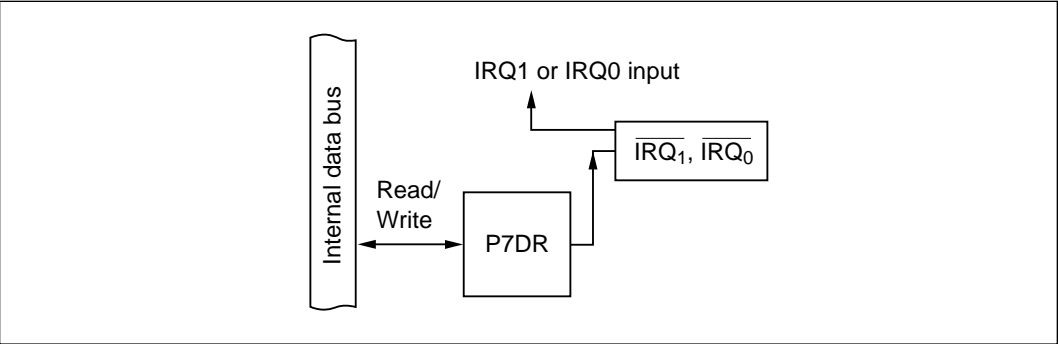 IRQ1 or IRQ0 input
Internal data bus
IRQ₁, IRQ₀
Read/
Write
P7DR